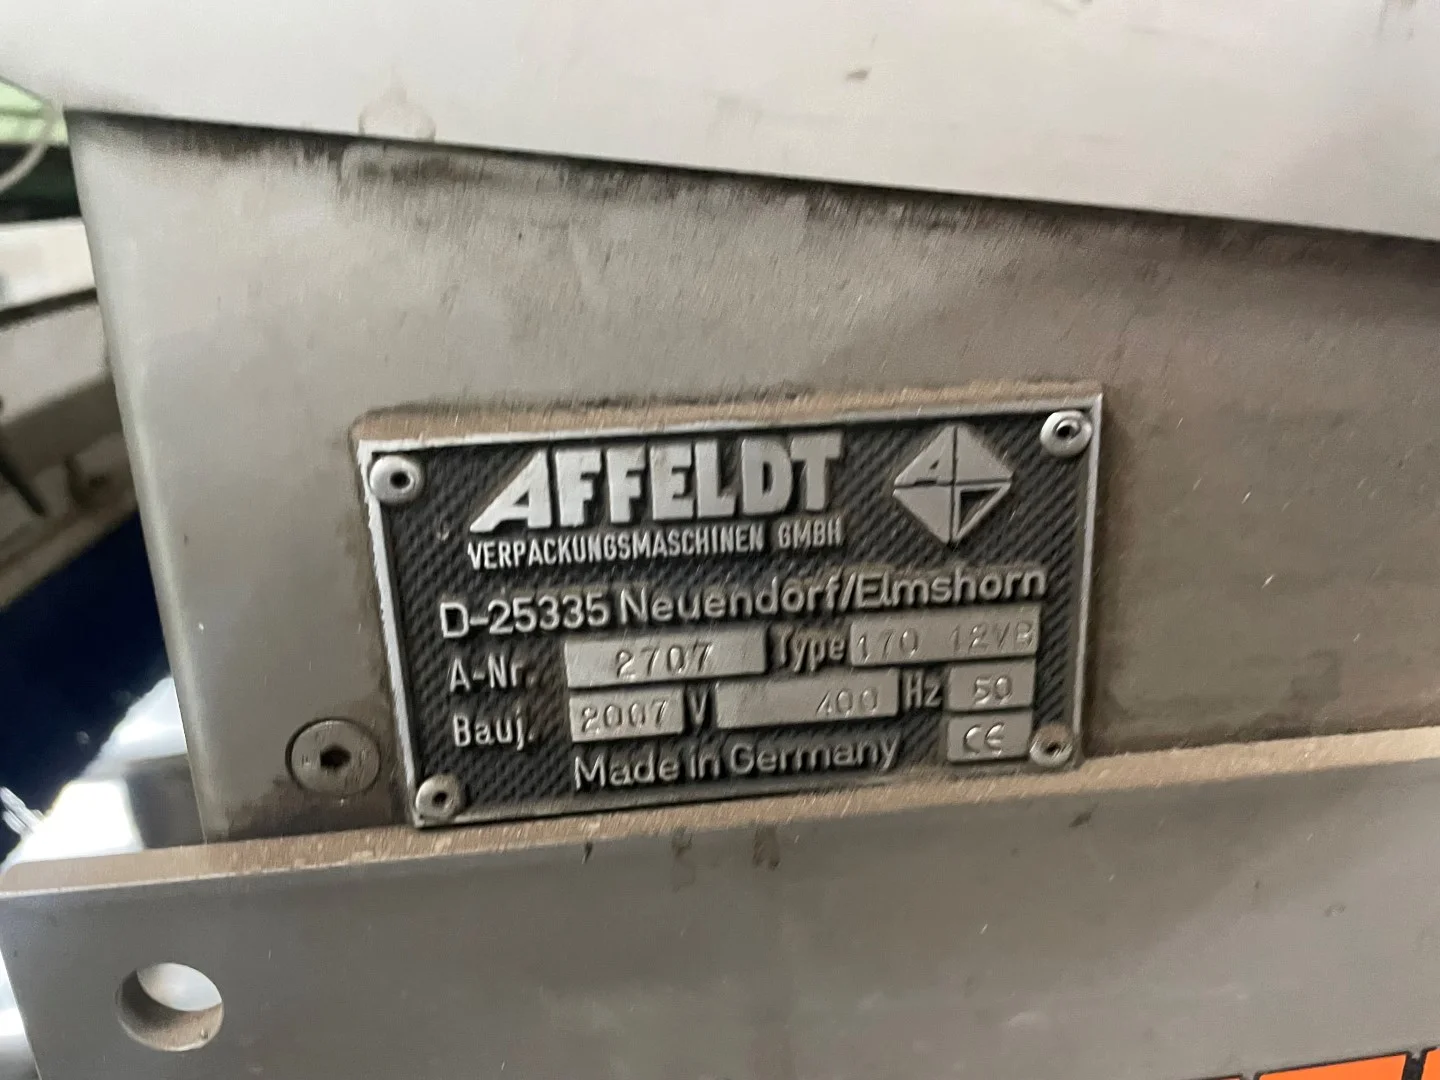 AFFELDT
VERPACKUNGSMASCHINEN GMBH
D-25335 Neuendorf/Elmshorn
A-Nr. 2707 Type 170 12VB
Bauj. 2007 V 400 Hz 50
Made in Germany CE